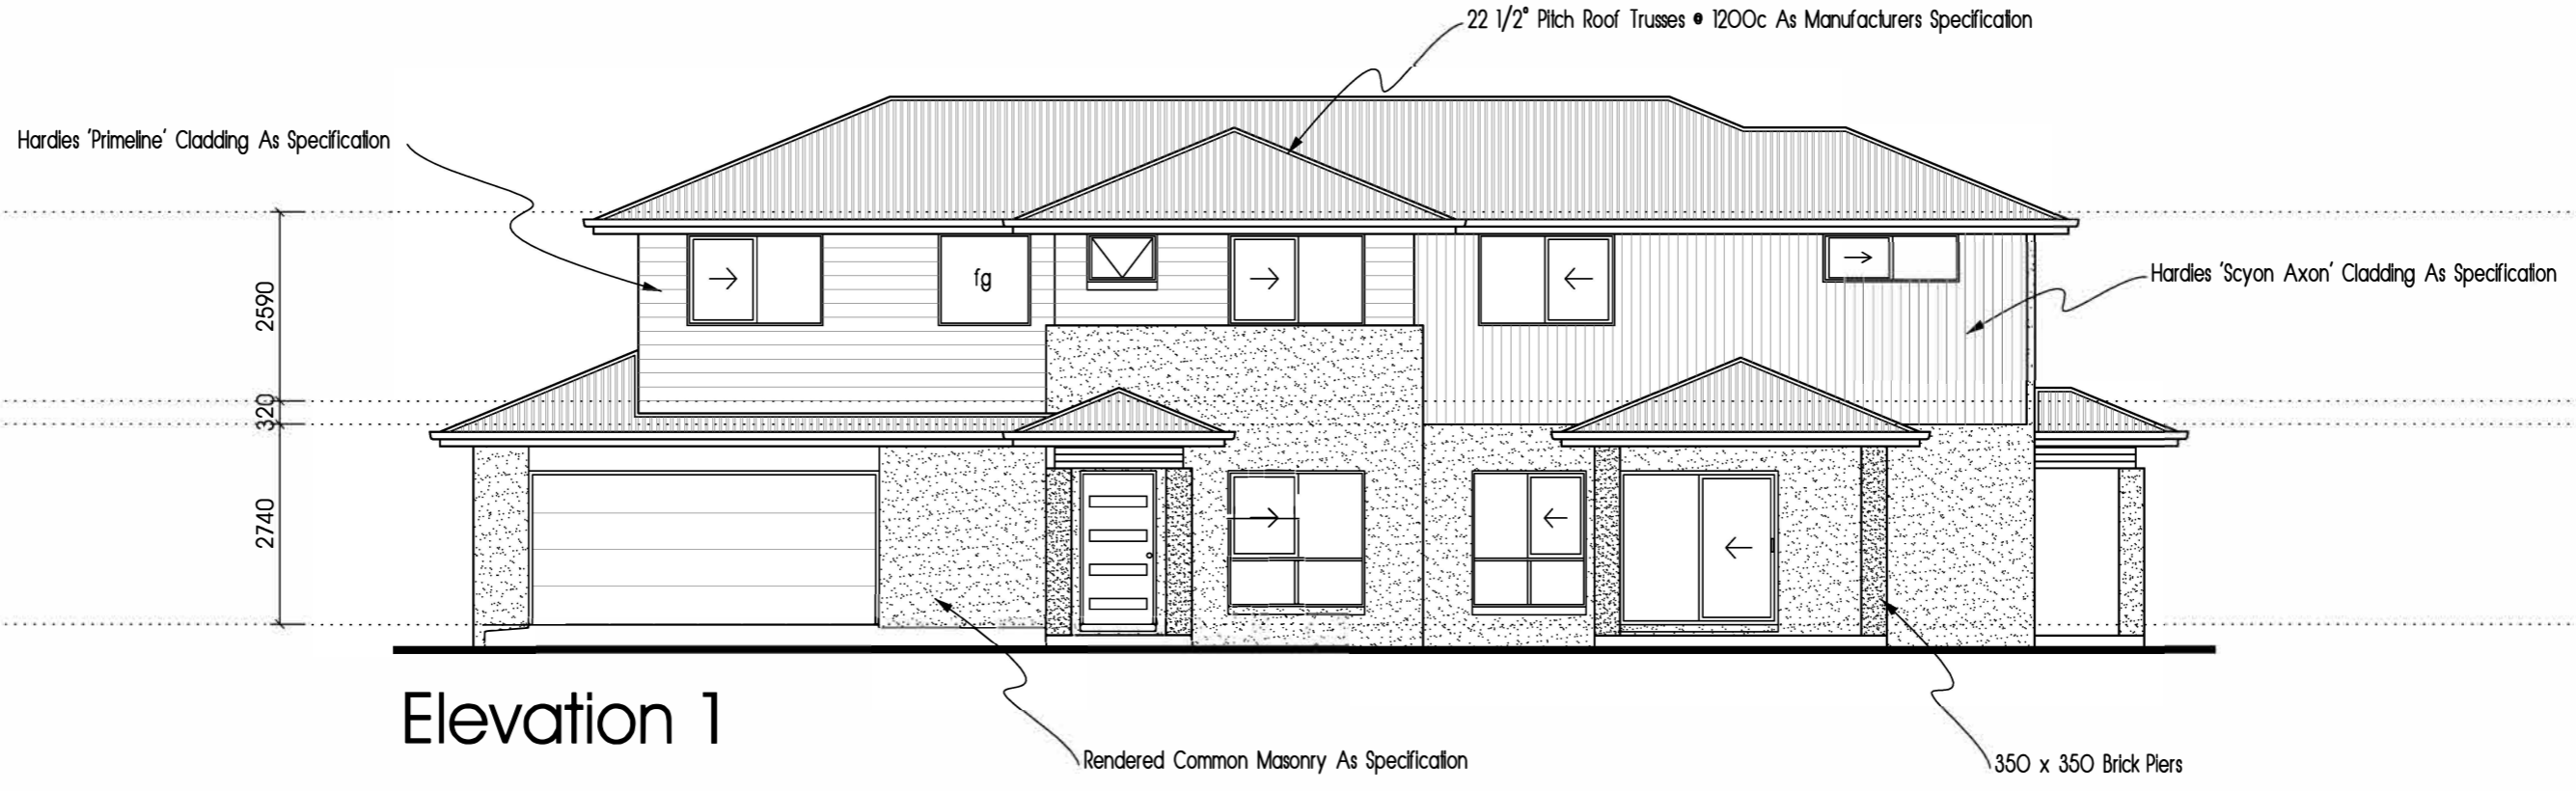 22 1/2° Pitch Roof Trusses @ 1200c As Manufacturers Specification
Hardies 'Primeline' Cladding As Specification
Hardies 'Scyon Axon' Cladding As Specification
fg
2590
320
2740
Elevation 1
Rendered Common Masonry As Specification
350 x 350 Brick Piers